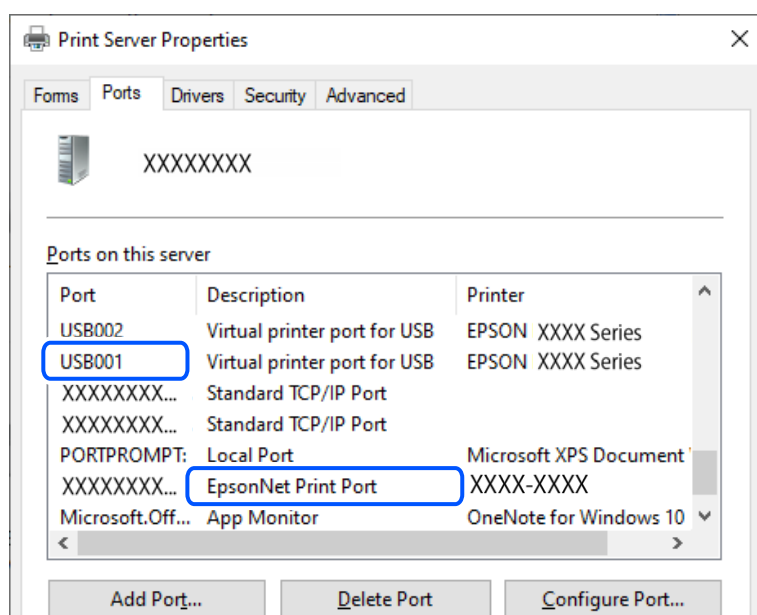 Print Server Properties
Forms Ports Drivers Security Advanced
XXXXXXXX
Ports on this server
Port Description Printer
USB002 Virtual printer port for USB EPSON XXXX Series
USB001 Virtual printer port for USB EPSON XXXX Series
XXXXXXXX... Standard TCP/IP Port
XXXXXXXX... Standard TCP/IP Port
PORTPROMPT: Local Port Microsoft XPS Document
XXXXXXXX... EpsonNet Print Port XXXX-XXXX
Microsoft.Off... App Monitor OneNote for Windows 10
Add Port... Delete Port Configure Port...